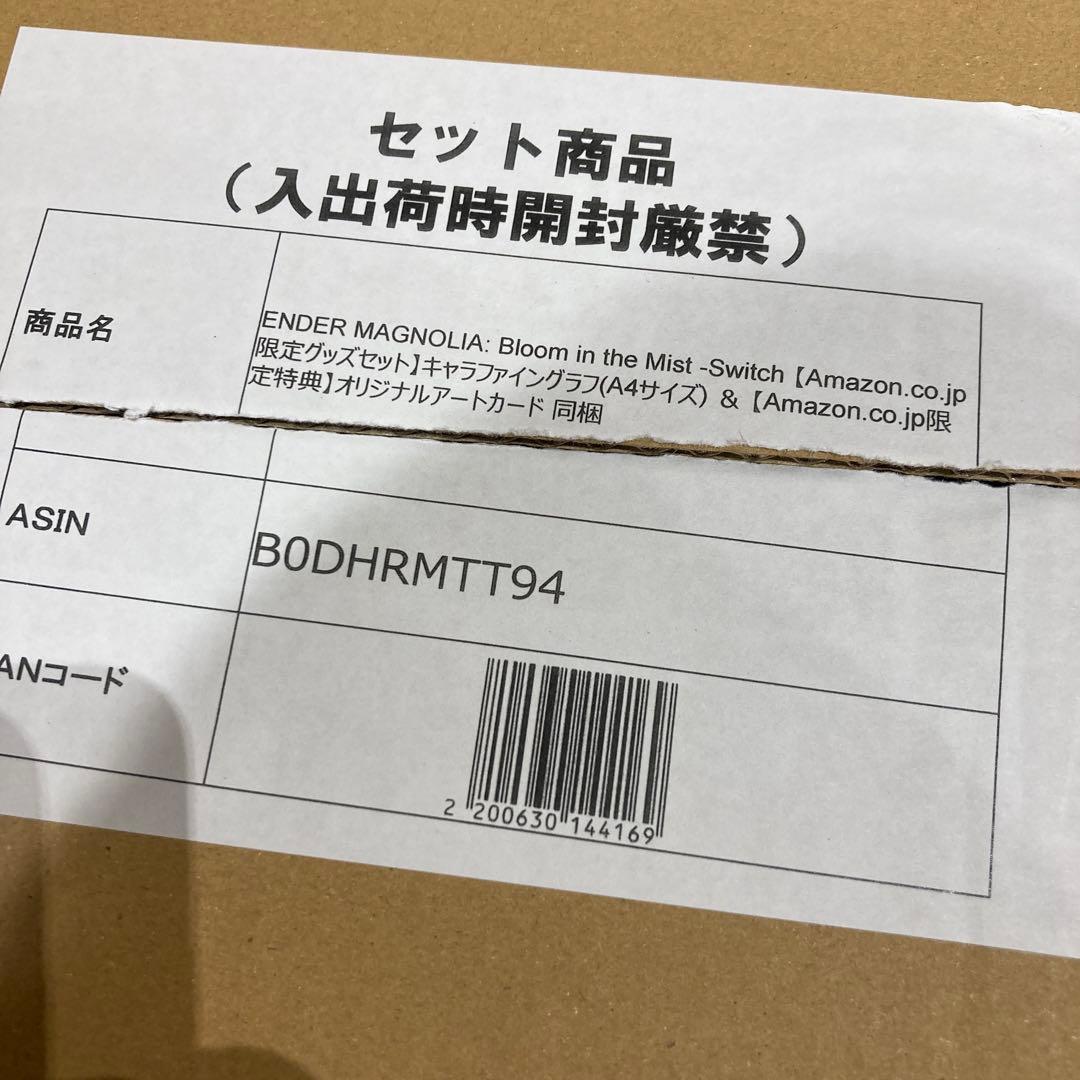 セット商品
（入出荷時開封厳禁）
商品名
ENDER MAGNOLIA: Bloom in the Mist -Switch 【Amazon.co.jp
限定グッズセット】キャラファイングラフ(A4サイズ) ＆ 【Amazon.co.jp限
定特典】オリジナルアートカード 同梱
ASIN
B0DHRMTT94
ANコード
2 200630 144169